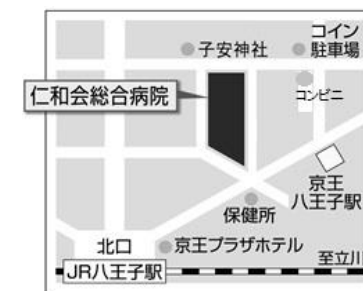 コイン
駐車場
子安神社
仁和会総合病院
コンビニ
京王
八王子駅
保健所
北口
京王プラザホテル
至立川
JR八王子駅